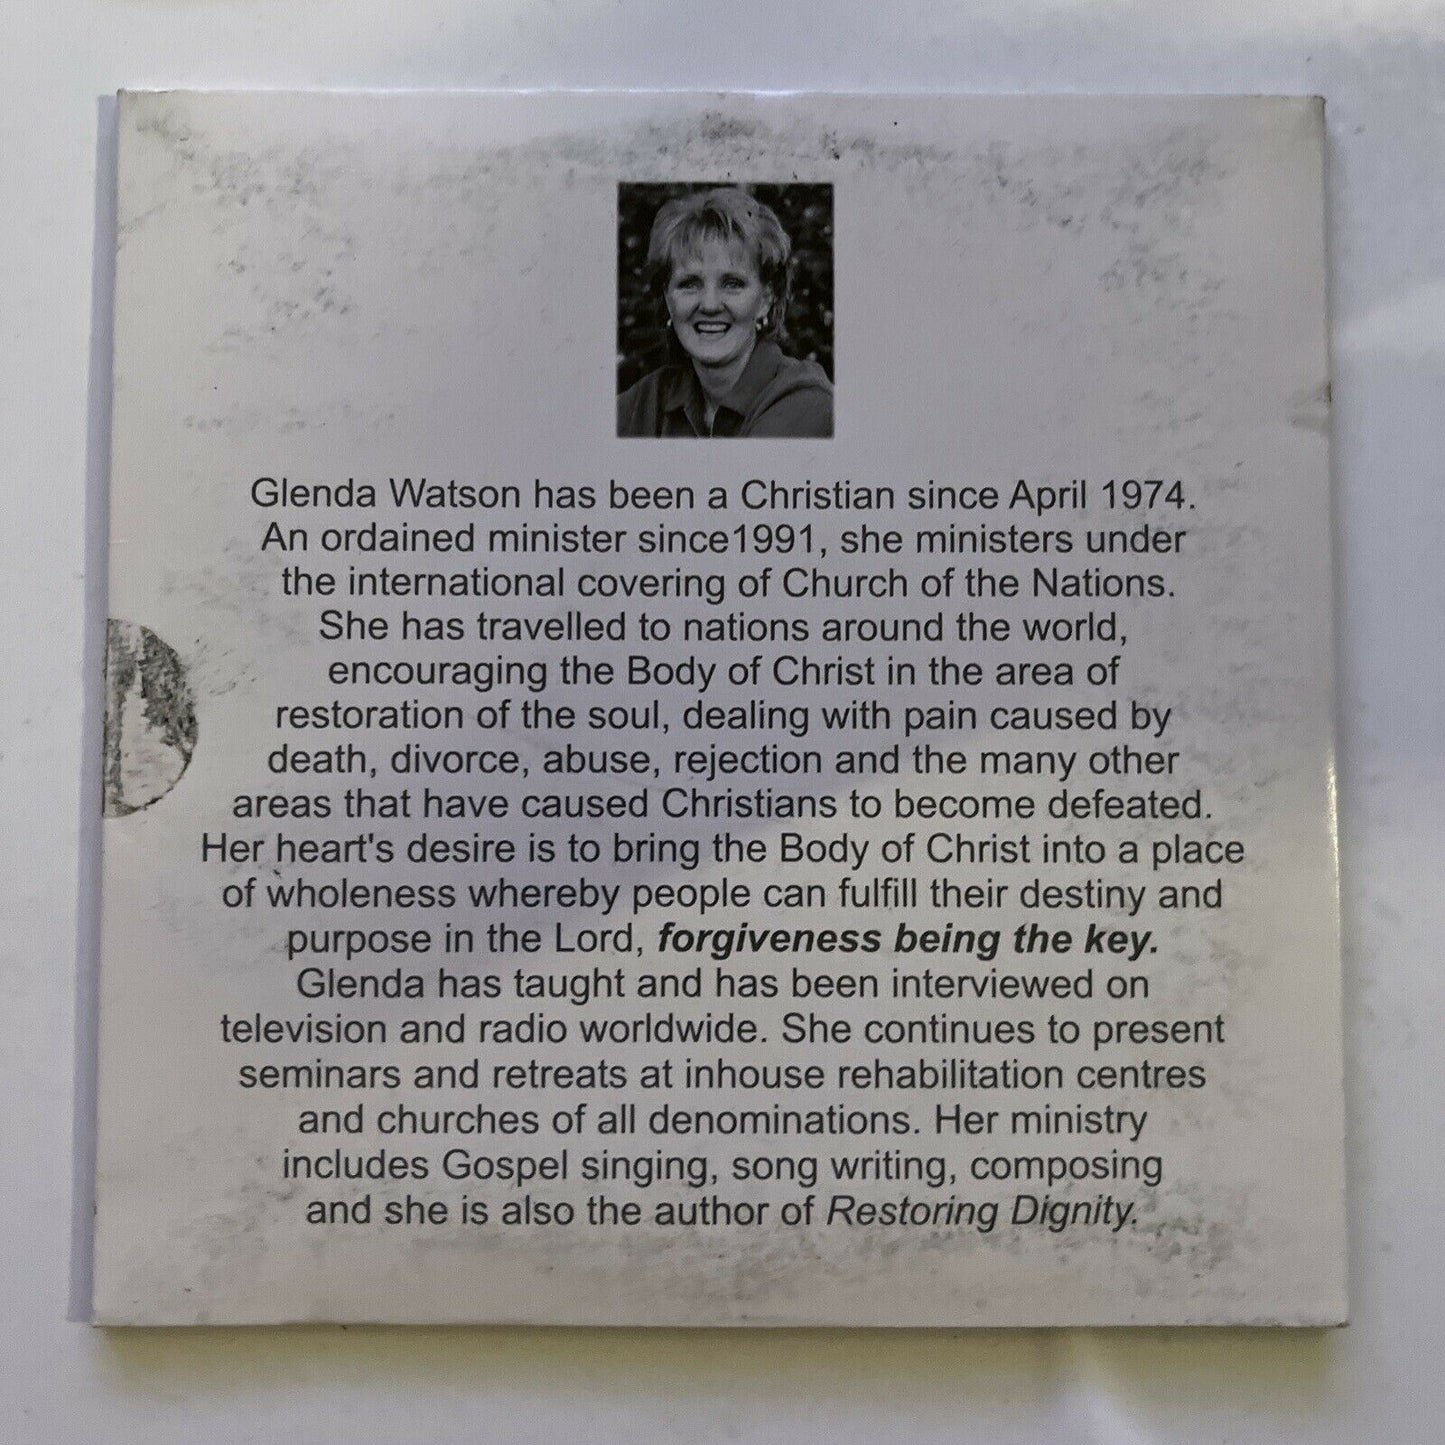 Glenda Watson has been a Christian since April 1974.
An ordained minister since1991, she ministers under
the international covering of Church of the Nations.
She has travelled to nations around the world,
encouraging the Body of Christ in the area of
restoration of the soul, dealing with pain caused by
death, divorce, abuse, rejection and the many other
areas that have caused Christians to become defeated.
Her heart's desire is to bring the Body of Christ into a place
of wholeness whereby people can fulfill their destiny and
purpose in the Lord, forgiveness being the key.
Glenda has taught and has been interviewed on
television and radio worldwide. She continues to present
seminars and retreats at inhouse rehabilitation centres
and churches of all denominations. Her ministry
includes Gospel singing, song writing, composing
and she is also the author of Restoring Dignity.